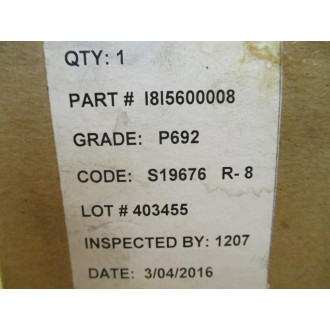 QTY: 1
PART # I8I5600008
GRADE: P692
CODE: S19676 R- 8
LOT # 403455
INSPECTED BY: 1207
DATE: 3/04/2016